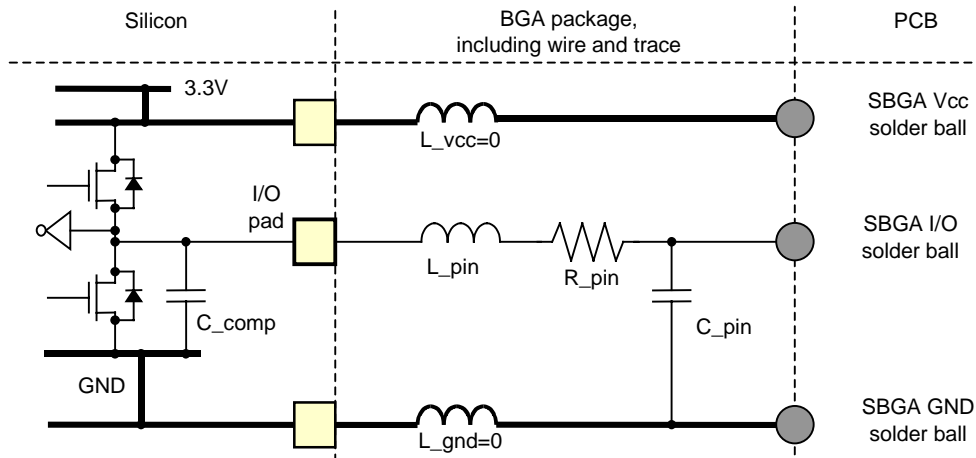 Silicon
BGA package,
including wire and trace
PCB
3.3V
L_vcc=0
SBGA Vcc
solder ball
I/O
pad
L_pin
R_pin
SBGA I/O
solder ball
C_comp
C_pin
GND
L_gnd=0
SBGA GND
solder ball